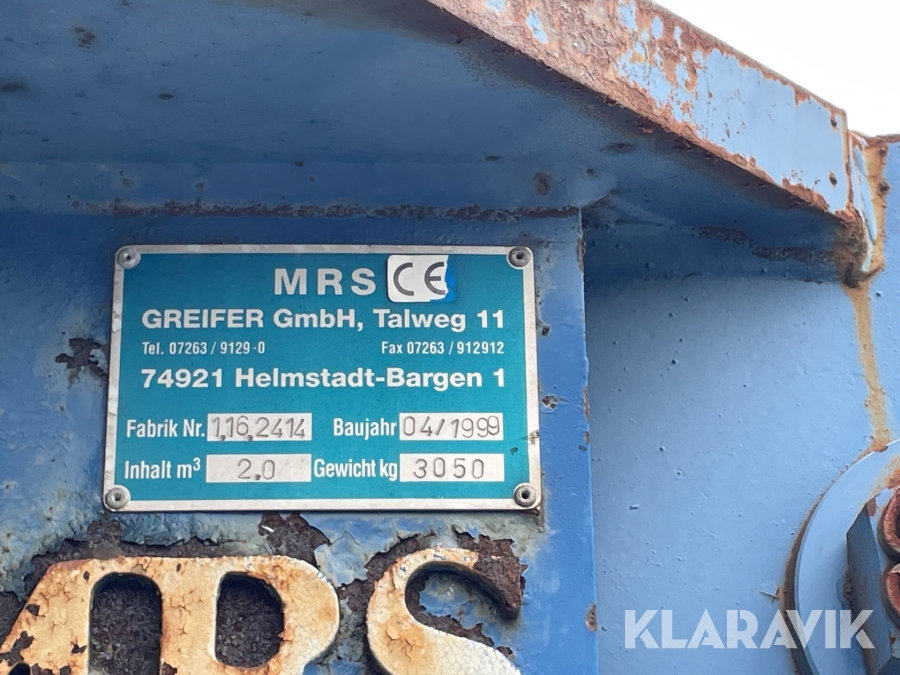 MRS CE
GREIFER GmbH, Talweg 11
Tel. 07263 / 9129-0 Fax 07263 / 912912
74921 Helmstadt-Bargen 1
Fabrik Nr. 1.16.2414 Baujahr 04/1999
Inhalt m³ 2.0 Gewicht kg 3050
MRS
KLARAVIK